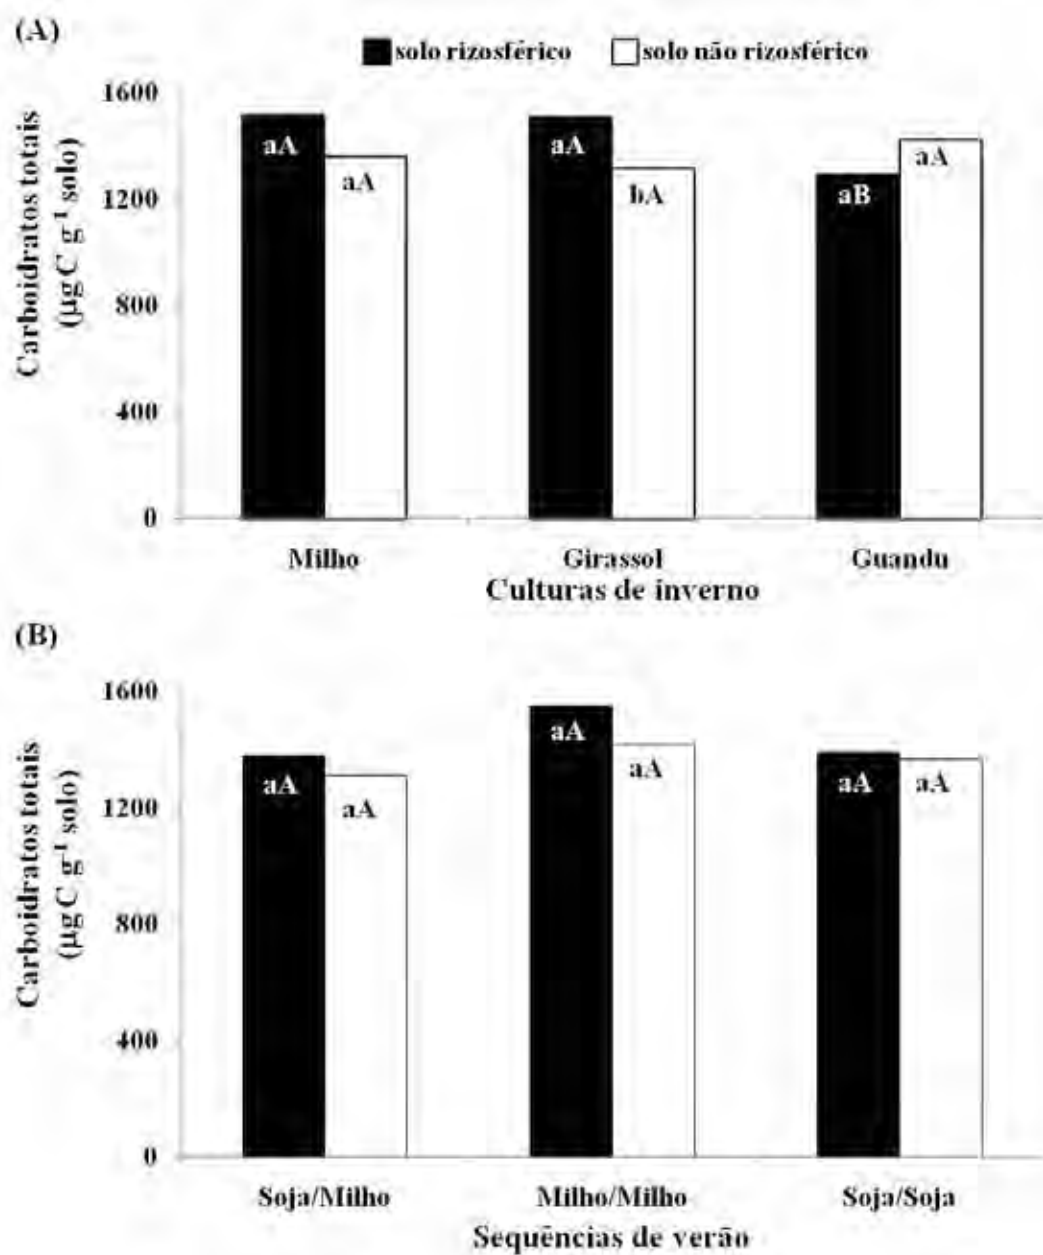 (A)
solo rizosférico solo não rizosférico
Carboidratos totais
(µgC g⁻¹ solo)
1600
1200
800
400
0
aA
aA
aA
bA
aB
aA
Milho Girassol Guandu
Culturas de inverno
(B)
Carboidratos totais
(µgC g⁻¹ solo)
1600
1200
800
400
0
aA
aA
aA
aA
aA
aA
Soja/Milho Milho/Milho Soja/Soja
Sequências de verão